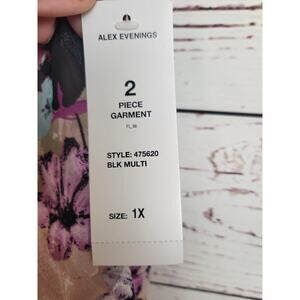 ALEX EVENINGS
2
PIECE
GARMENT
STYLE: 475620
BLK MULTI
SIZE: 1X